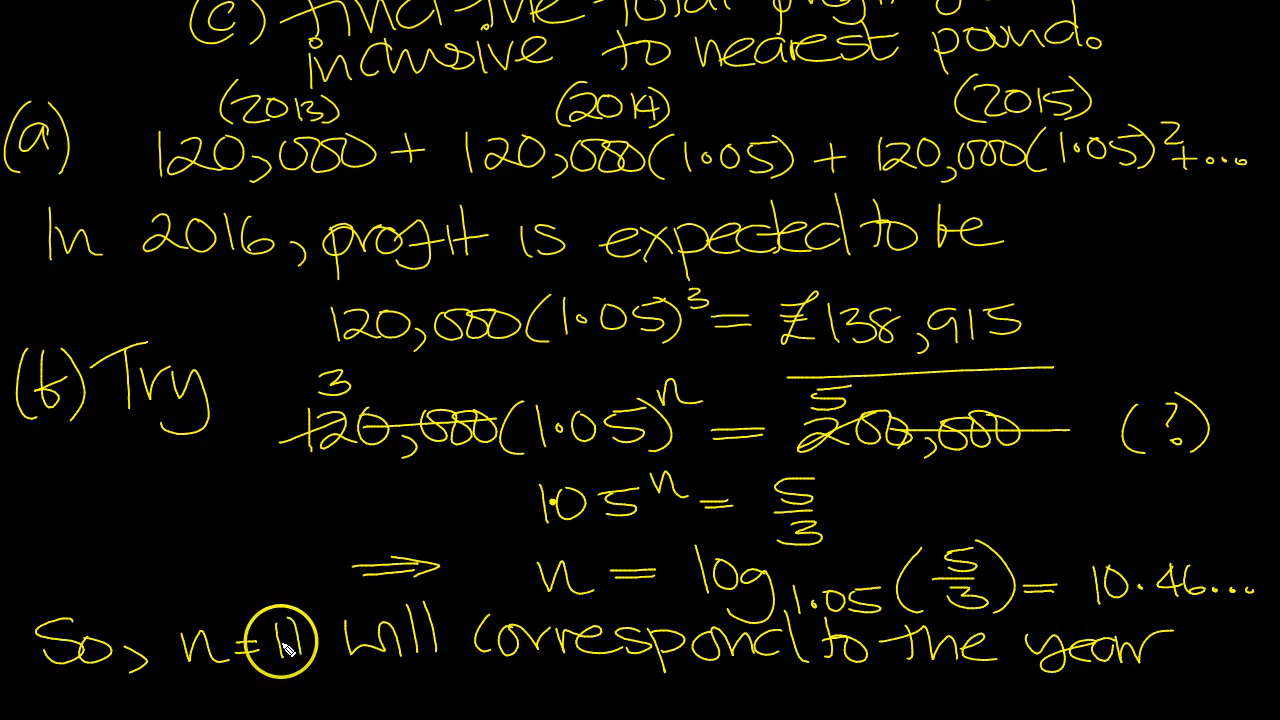 (c) find the total
inclusive to nearest pound.
(2013) (2014) (2015)
(a) 120,000 + 120,000(1.05) + 120,000(1.05)² + ...
In 2016, profit is expected to be
120,000(1.05)³ = £138,915
(b) Try
3 5
120,000(1.05)ⁿ = 200,000 (?)
1.05ⁿ = 5/3
⇒ n = log₁.₀₅(5/3) = 10.46...
So, n=11 will correspond to the year